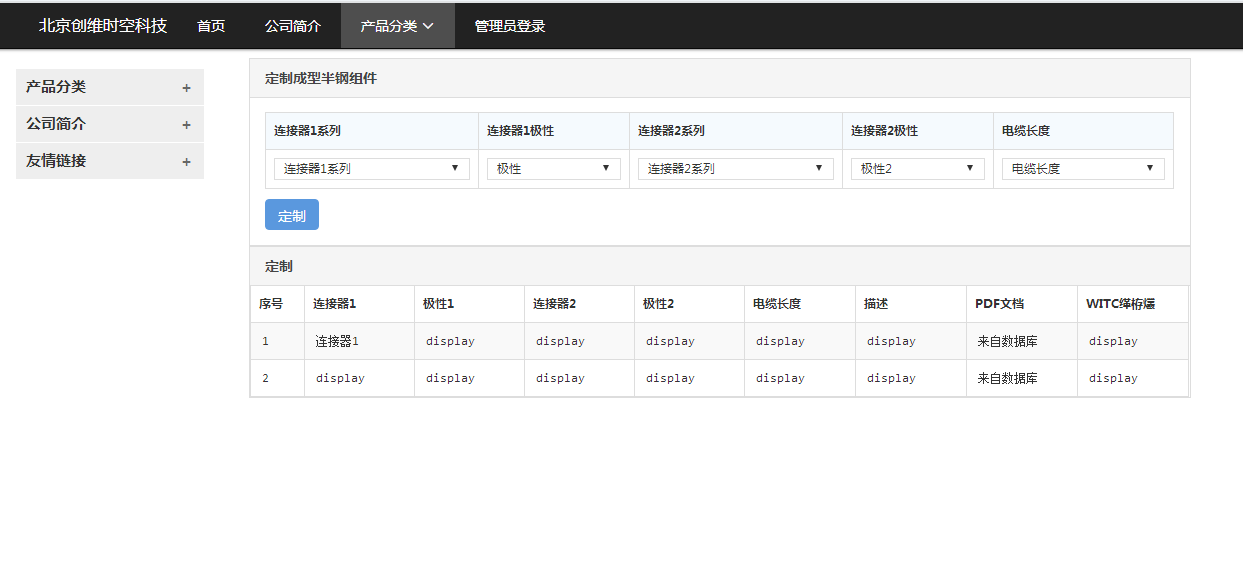 北京创维时空科技 首页 公司简介 产品分类 管理员登录
产品分类 +
公司简介 +
友情链接 +
定制成型半钢组件
连接器1系列 连接器1极性 连接器2系列 连接器2极性 电缆长度
连接器1系列 极性 连接器2系列 极性2 电缆长度
定制
定制
序号 连接器1 极性1 连接器2 极性2 电缆长度 描述 PDF文档 WITC
1 连接器1 display display display display display 来自数据库 display
2 display display display display display display 来自数据库 display